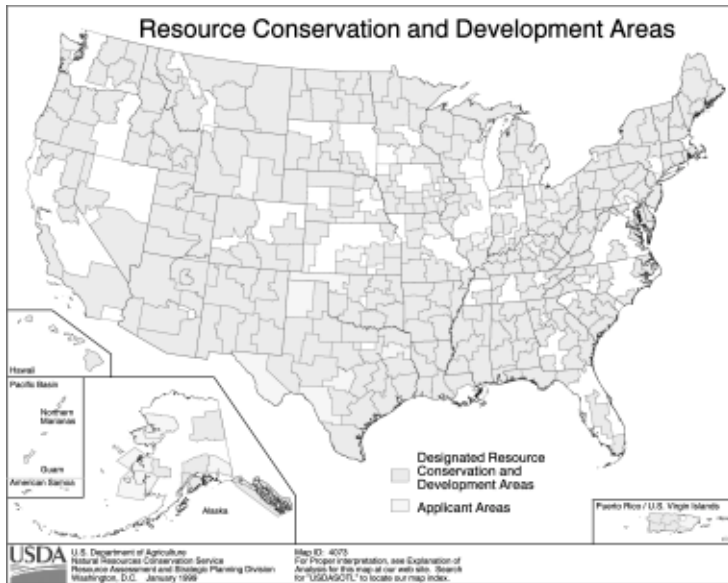 Resource Conservation and Development Areas
Hawaii
Pacific Basin
Northern
Marianas
Guam
American Samoa
Alaska
Designated Resource
Conservation and
Development Areas
Applicant Areas
Puerto Rico / U.S. Virgin Islands
USDA
U.S. Department of Agriculture
Natural Resources Conservation Service
Resource Assessment and Strategic Planning Division
Washington, D.C. January 1999
Map ID: 4073
For Proper interpretation, see Explanation of
Analysis for this map at our web site. Search
for "USDASOTL" to locate our map index.